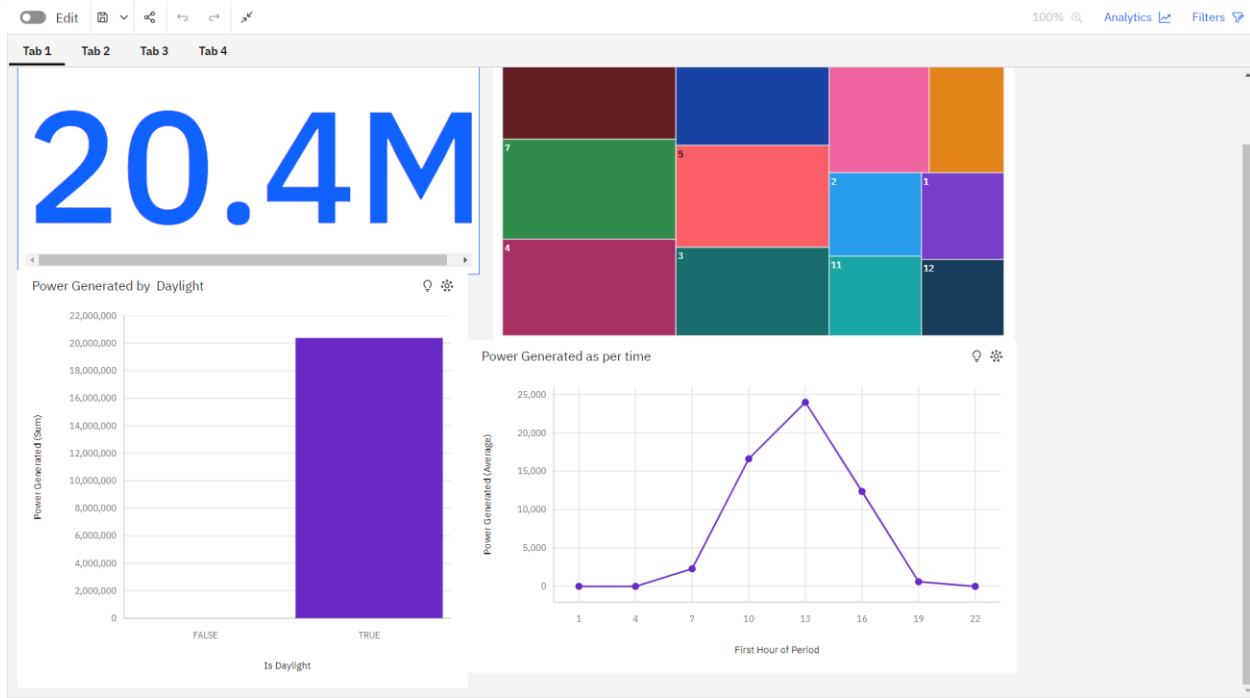 Edit
100%
Analytics
Filters
Tab 1 Tab 2 Tab 3 Tab 4
20.4M
7
5
2
1
4
3
11
12
Power Generated by  Daylight
22,000,000
20,000,000
18,000,000
16,000,000
14,000,000
12,000,000
10,000,000
8,000,000
6,000,000
4,000,000
2,000,000
0
Power Generated (Sum)
FALSE TRUE
Is Daylight
Power Generated as per time
25,000
20,000
15,000
10,000
5,000
0
Power Generated (Average)
1 4 7 10 13 16 19 22
First Hour of Period